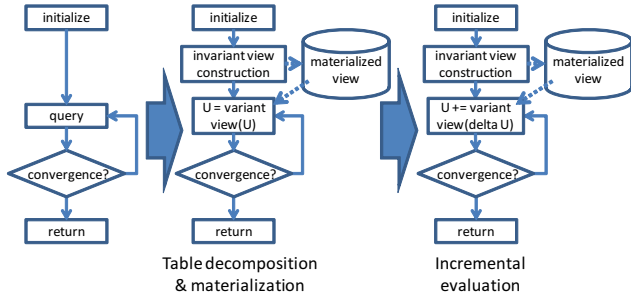 initialize
query
convergence?
return
initialize
invariant view
construction
materialized
view
U = variant
view(U)
convergence?
return
Table decomposition
& materialization
initialize
invariant view
construction
materialized
view
U += variant
view(delta U)
convergence?
return
Incremental
evaluation